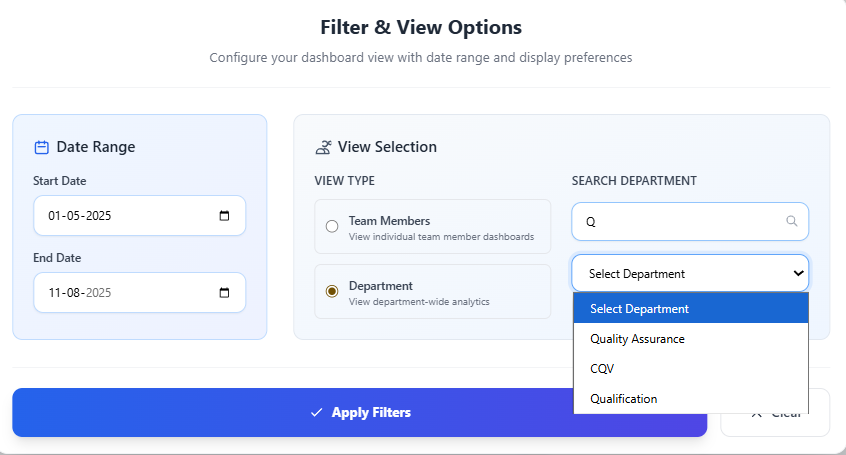 Filter & View Options
Configure your dashboard view with date range and display preferences
Date Range
Start Date
01-05-2025
End Date
11-08-2025
View Selection
VIEW TYPE
Team Members
View individual team member dashboards
Department
View department-wide analytics
SEARCH DEPARTMENT
Q
Select Department
Select Department
Quality Assurance
CQV
Qualification
Apply Filters
Clear